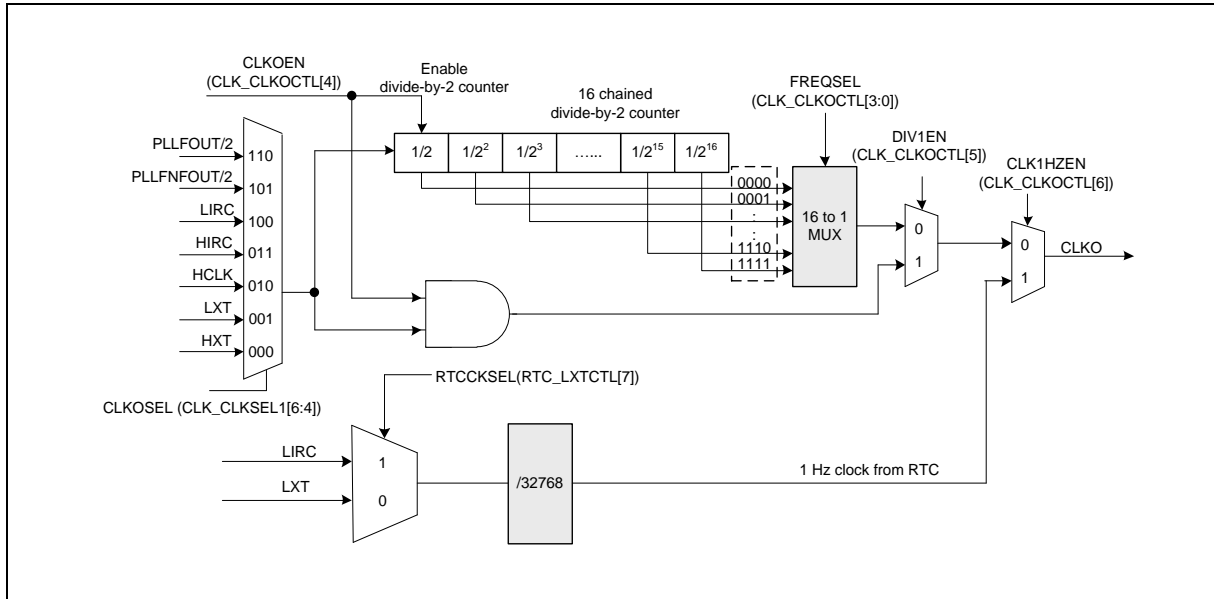 CLKOEN
(CLK_CLKOCTL[4])
Enable
divide-by-2 counter
16 chained
divide-by-2 counter
FREQSEL
(CLK_CLKOCTL[3:0])
DIV1EN
(CLK_CLKOCTL[5])
CLK1HZEN
(CLK_CLKOCTL[6])
PLLFOUT/2
110
PLLFNFOUT/2
101
LIRC
100
HIRC
011
HCLK
010
LXT
001
HXT
000
CLKOSEL (CLK_CLKSEL1[6:4])
1/2
1/2²
1/2³
…...
1/2¹⁵
1/2¹⁶
0000
0001
:
:
1110
1111
16 to 1
MUX
0
1
0
1
CLKO
RTCCKSEL(RTC_LXTCTL[7])
LIRC
1
LXT
0
/32768
1 Hz clock from RTC